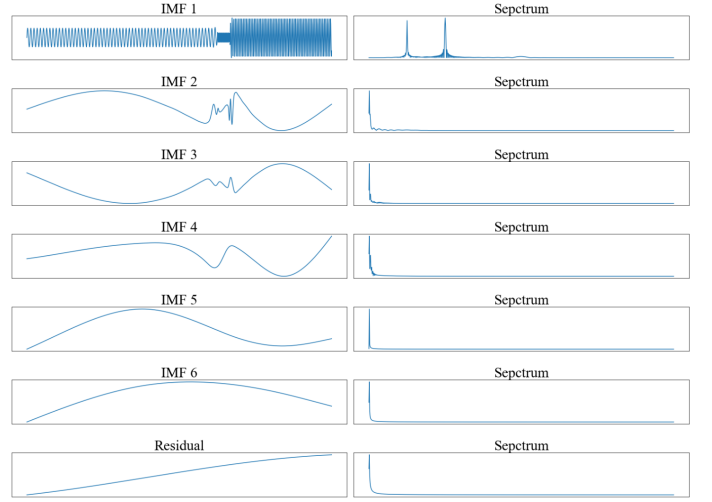 IMF 1 Sepctrum
IMF 2 Sepctrum
IMF 3 Sepctrum
IMF 4 Sepctrum
IMF 5 Sepctrum
IMF 6 Sepctrum
Residual Sepctrum